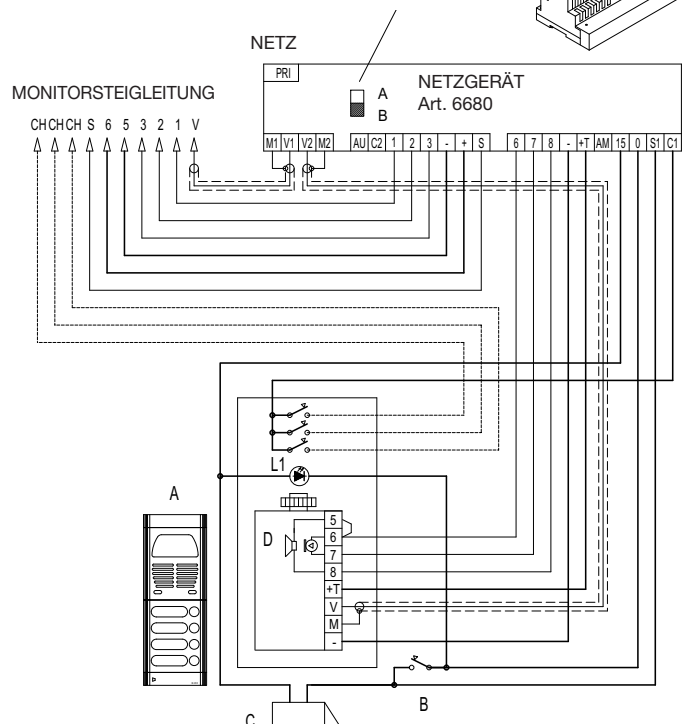 NETZ
PRI
NETZGERÄT
Art. 6680
A
B
MONITORSTEIGLEITUNG
CH CH CH S 6 5 3 2 1 V
M1 V1 V2 M2 AU C2 1 2 3 - + S 6 7 8 - +T AM 15 0 S1 C1
L1
A
D
5
6
7
8
+T
V
M
-
B
C